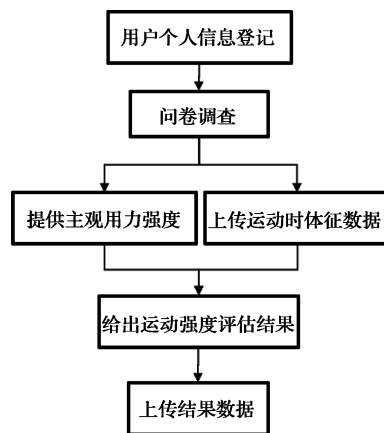 用户个人信息登记
问卷调查
提供主观用力强度
上传运动时体征数据
给出运动强度评估结果
上传结果数据